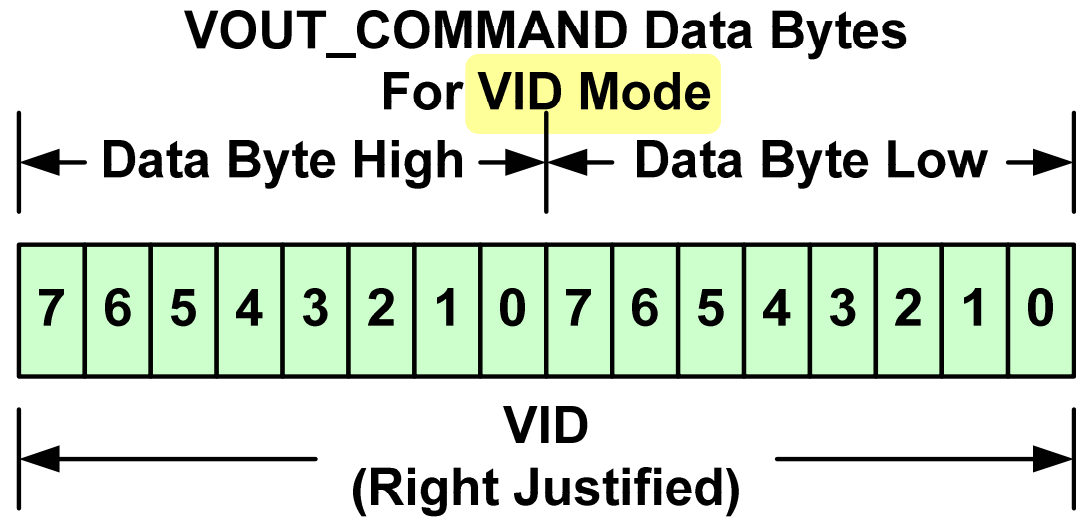 VOUT_COMMAND Data Bytes
For VID Mode
Data Byte High Data Byte Low
7 6 5 4 3 2 1 0 7 6 5 4 3 2 1 0
VID
(Right Justified)